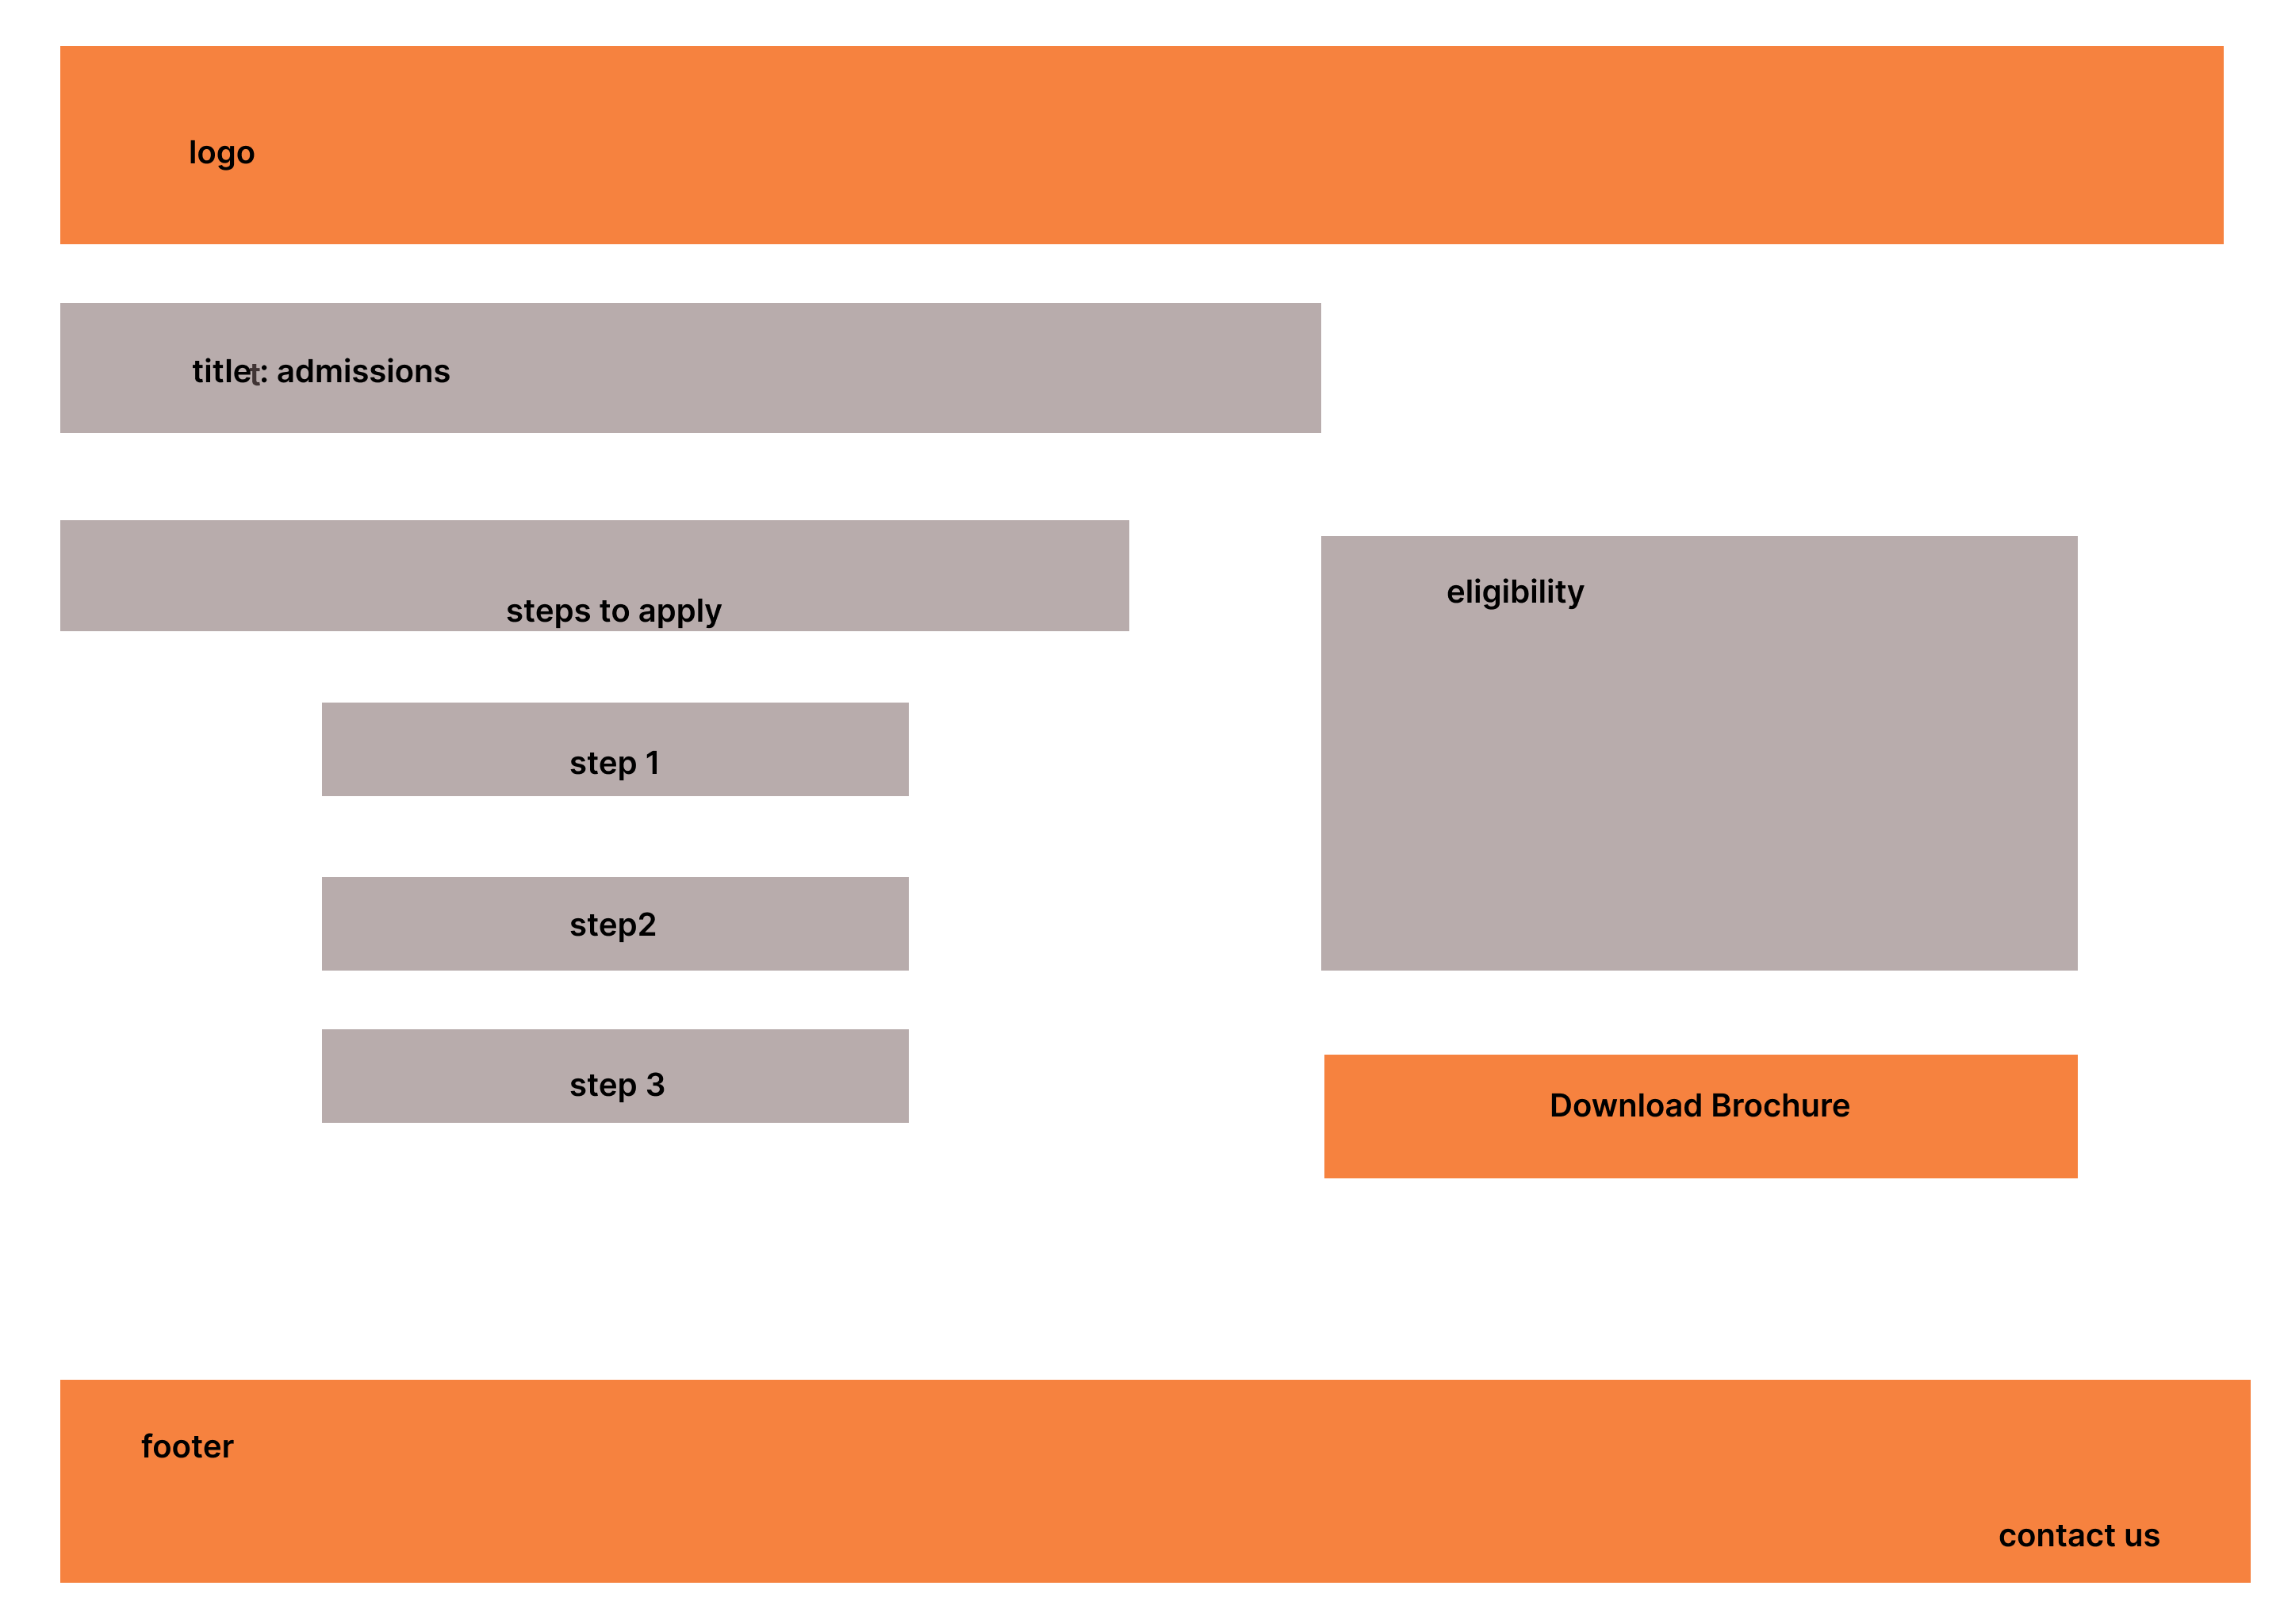 logo
title: admissions
t
steps to apply
eligibility
step 1
step2
step 3
Download Brochure
footer
contact us